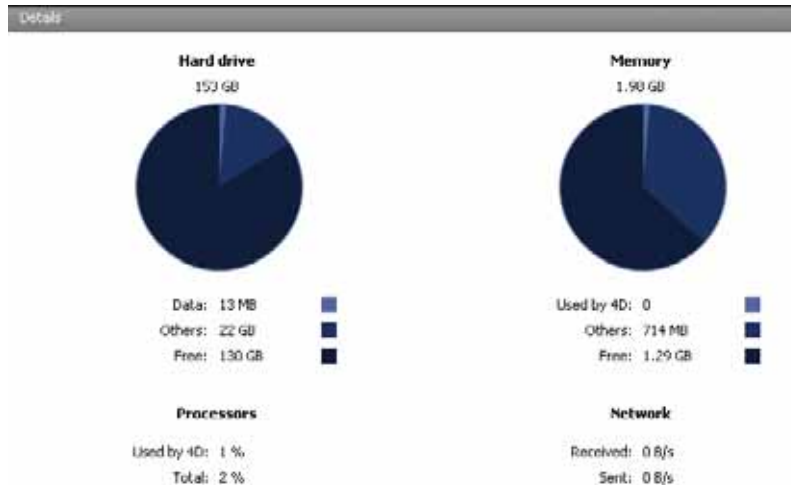 Details
Hard drive
153 GB
Data: 13 MB
Others: 22 GB
Free: 130 GB
Memory
1.98 GB
Used by 4D: 0
Others: 714 MB
Free: 1.29 GB
Processors
Used by 4D: 1 %
Total: 2 %
Network
Received: 0 B/s
Sent: 0 B/s